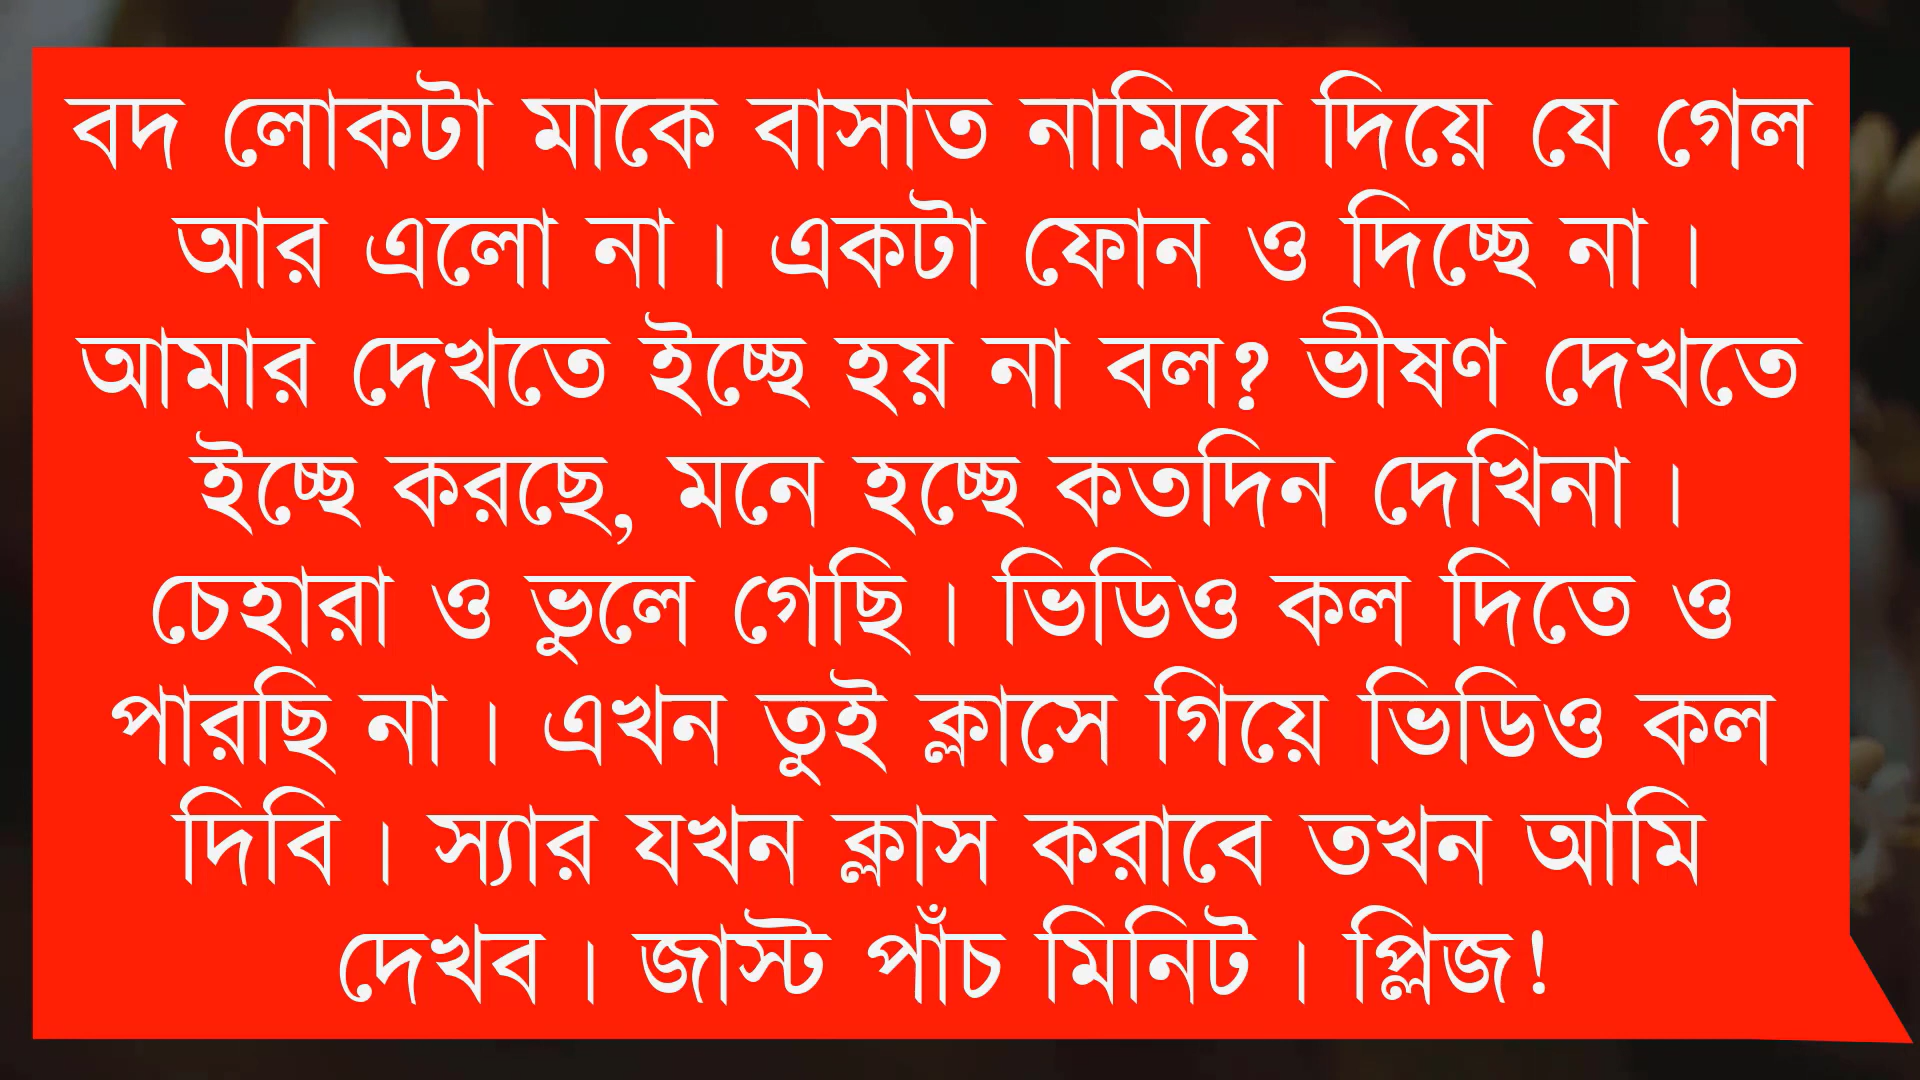 বদ লোকটা মাকে বাসাত নামিয়ে দিয়ে যে গেল
আর এলো না। একটা ফোন ও দিচ্ছে না।
আমার দেখতে ইচ্ছে হয় না বল? ভীষণ দেখতে
ইচ্ছে করছে, মনে হচ্ছে কতদিন দেখিনা।
চেহারা ও ভুলে গেছি। ভিডিও কল দিতে ও
পারছি না। এখন তুই ক্লাসে গিয়ে ভিডিও কল
দিবি। স্যার যখন ক্লাস করাবে তখন আমি
দেখব। জাস্ট পাঁচ মিনিট। প্লিজ!